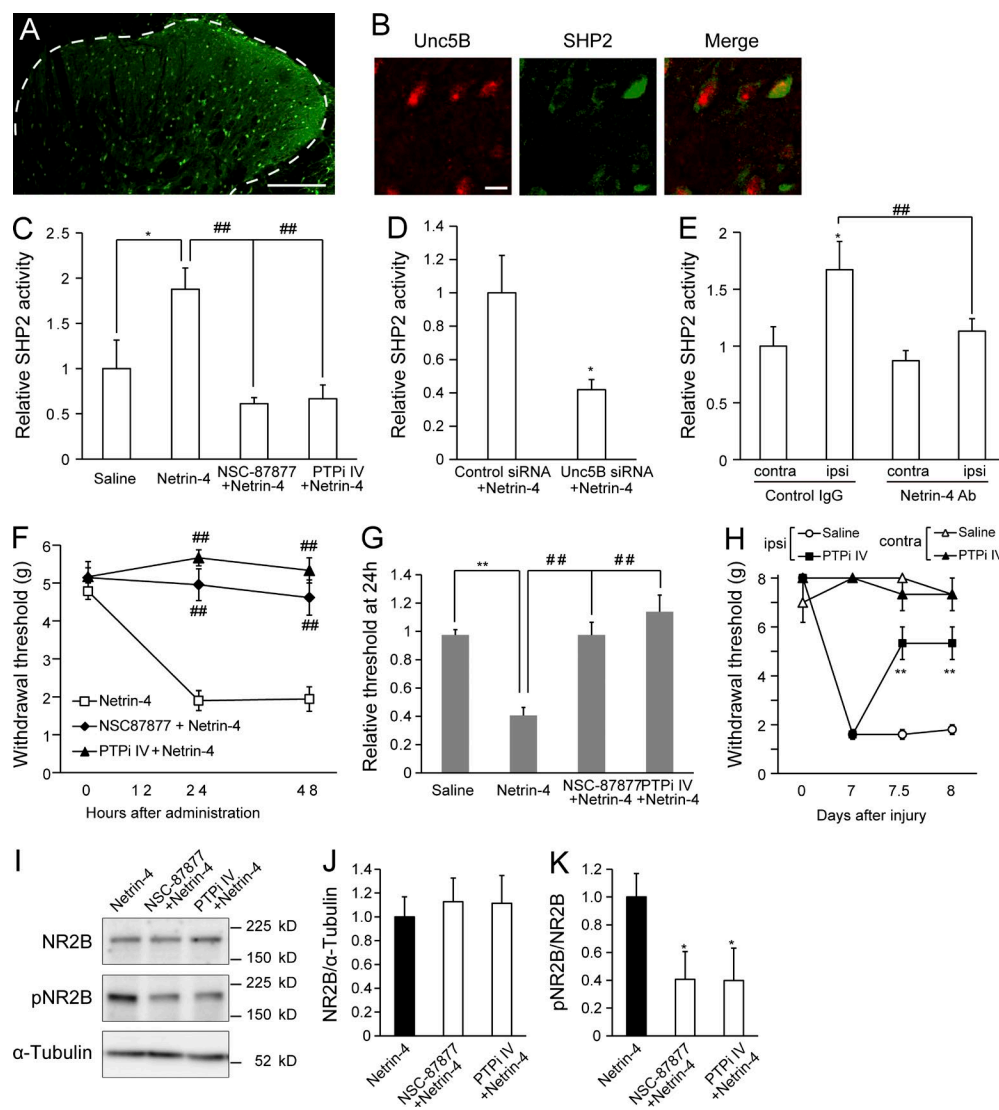 A
B
Unc5B
SHP2
Merge
C
Relative SHP2 activity
2.5
2
1.5
1
0.5
0
*
##
##
Saline
Netrin-4
NSC-87877
+Netrin-4
PTPi IV
+Netrin-4
D
Relative SHP2 activity
1.4
1.2
1
0.8
0.6
0.4
0.2
0
*
Control siRNA
+Netrin-4
Unc5B siRNA
+Netrin-4
E
Relative SHP2 activity
2
1.5
1
0.5
0
*
##
contra
ipsi
contra
ipsi
Control IgG
Netrin-4 Ab
F
Withdrawal threshold (g)
6
5
4
3
2
1
0
##
##
##
##
Netrin-4
NSC87877 + Netrin-4
PTPi IV + Netrin-4
0
12
24
48
Hours after administration
G
Relative threshold at 24h
1.4
1.2
1
0.8
0.4
0.2
0
**
##
##
Saline
Netrin-4
NSC-87877
+Netrin-4
PTPi IV
+Netrin-4
H
ipsi
Saline
PTPi IV
contra
Saline
PTPi IV
Withdrawal threshold (g)
8
6
4
2
0
**
**
0
7
7.5
8
Days after injury
I
Netrin-4
NSC-87877
+Netrin-4
PTPi IV
+Netrin-4
NR2B
225 kD
150 kD
pNR2B
225 kD
150 kD
α-Tubulin
52 kD
J
NR2B/α-Tubulin
1.4
1.2
1.0
0.8
0.6
0.4
0.2
0
Netrin-4
NSC-87877
+Netrin-4
PTPi IV
+Netrin-4
K
pNR2B/NR2B
1.2
1.0
0.8
0.6
0.4
0.2
0
*
*
Netrin-4
NSC-87877
+Netrin-4
PTPi IV
+Netrin-4